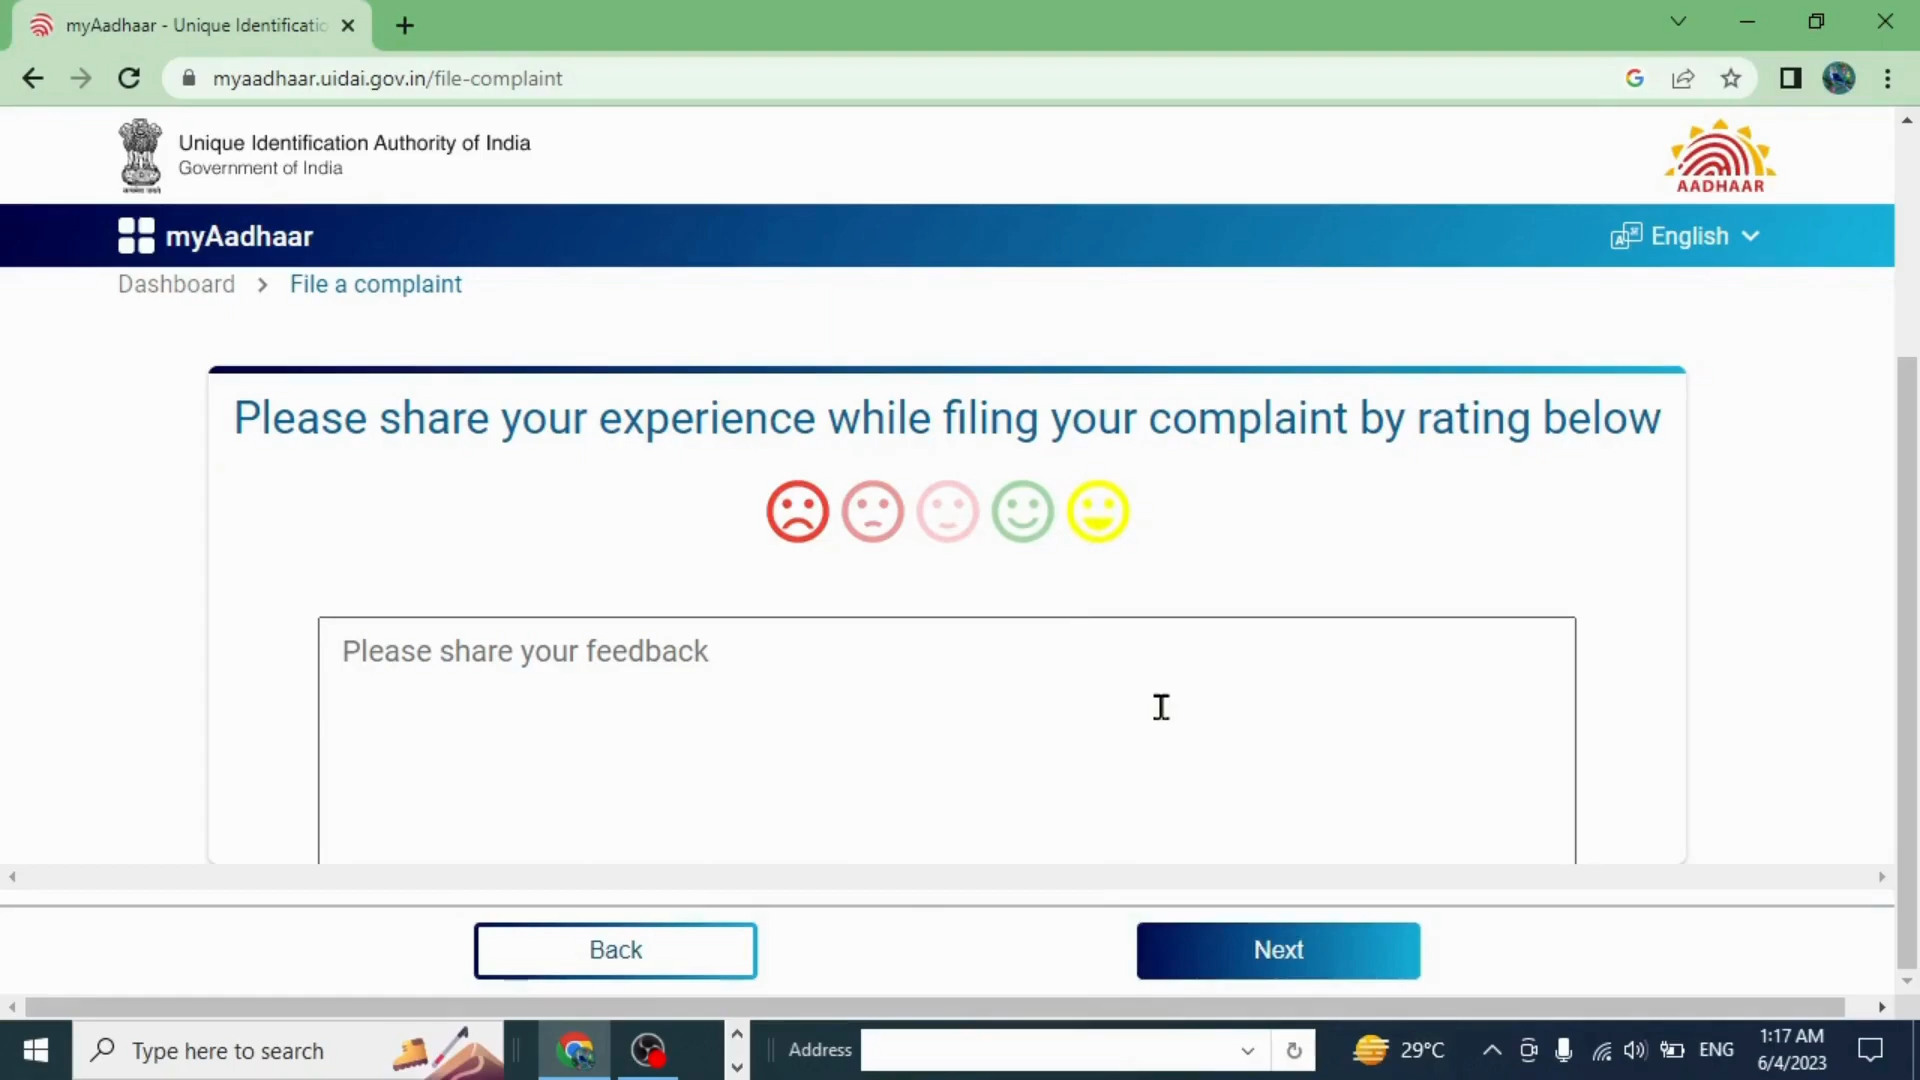 myAadhaar - Unique Identificatio
myaadhaar.uidai.gov.in/file-complaint
Unique Identification Authority of India
Government of India
AADHAAR
myAadhaar
English
Dashboard > File a complaint
Please share your experience while filing your complaint by rating below
Please share your feedback
Back
Next
Type here to search
Address
29°C
ENG
1:17 AM
6/4/2023